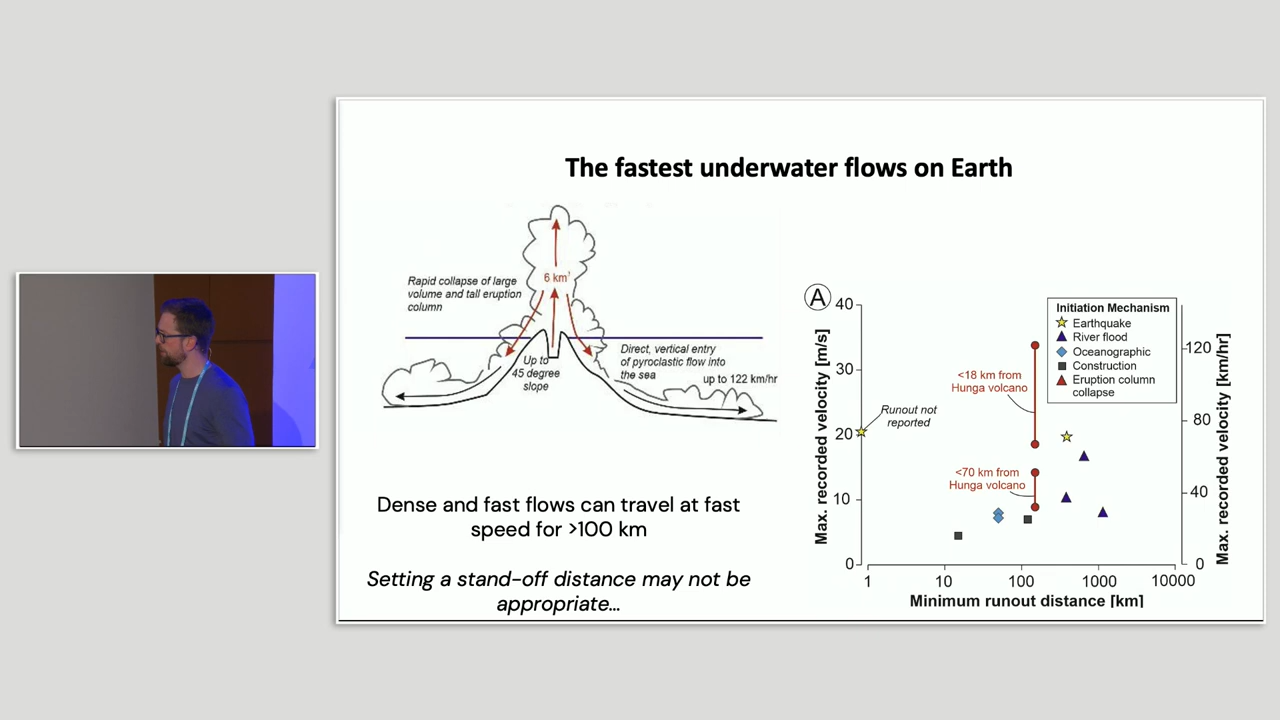 The fastest underwater flows on Earth
Rapid collapse of large
volume and tall eruption
column
6 km³
Up to
45 degree
slope
Direct, vertical entry
of pyroclastic flow into
the sea
up to 122 km/hr
Dense and fast flows can travel at fast
speed for >100 km
Setting a stand-off distance may not be
appropriate...
A
Max. recorded velocity [m/s]
40
30
20
10
0
Runout not
reported
<18 km from
Hunga volcano
<70 km from
Hunga volcano
Initiation Mechanism
Earthquake
River flood
Oceanographic
Construction
Eruption column
collapse
120
80
40
0
Max. recorded velocity [km/hr]
1
10
100
1000
10000
Minimum runout distance [km]